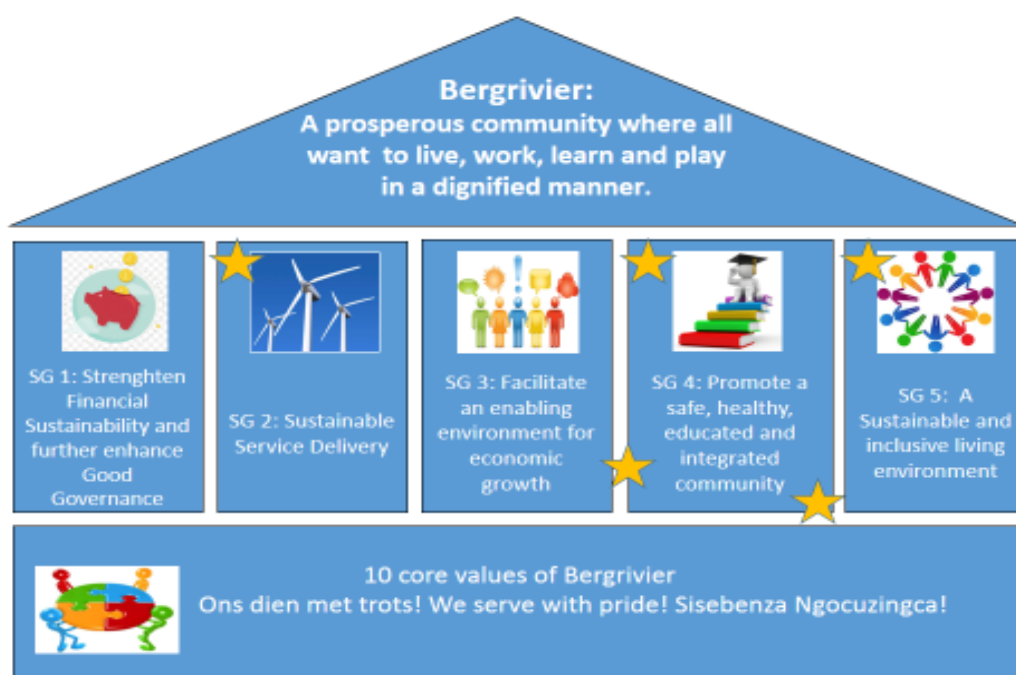 Bergrivier:
A prosperous community where all
want to live, work, learn and play
in a dignified manner.
SG 1: Strenghten
Financial
Sustainability and
further enhance
Good
Governance
SG 2: Sustainable
Service Delivery
SG 3: Facilitate
an enabling
environment for
economic
growth
SG 4: Promote a
safe, healthy,
educated and
integrated
community
SG 5: A
Sustainable and
inclusive living
environment
10 core values of Bergrivier
Ons dien met trots! We serve with pride! Sisebenza Ngocuzingca!